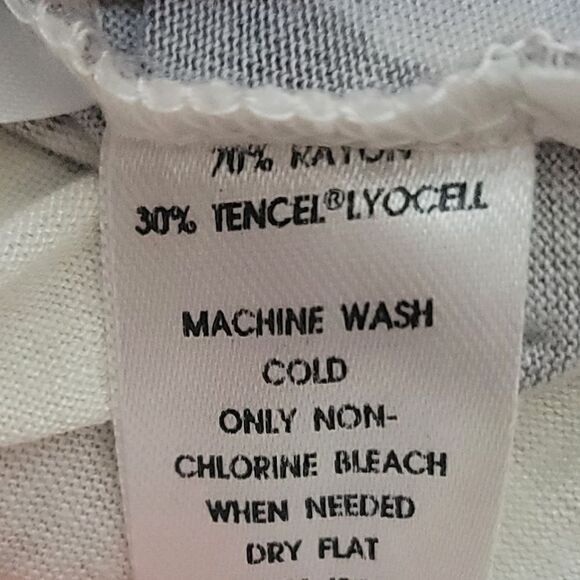 70% RAYON
30% TENCEL®LYOCELL
MACHINE WASH
COLD
ONLY NON-
CHLORINE BLEACH
WHEN NEEDED
DRY FLAT